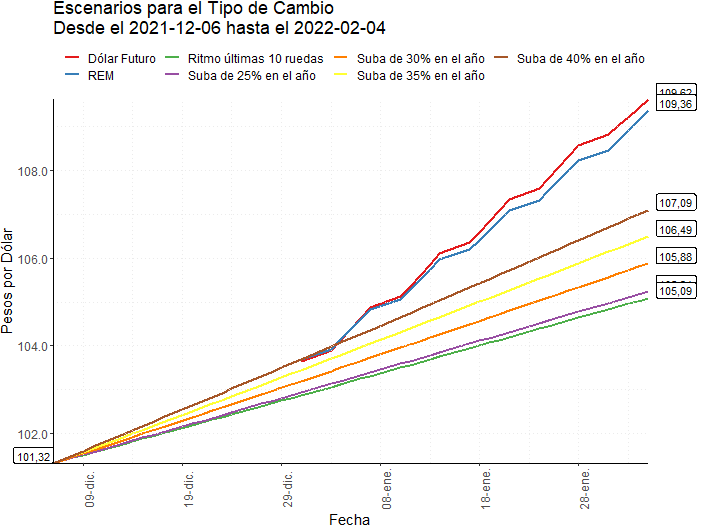 Escenarios para el Tipo de Cambio
Desde el 2021-12-06 hasta el 2022-02-04
Dólar Futuro
Ritmo últimas 10 ruedas
Suba de 30% en el año
Suba de 40% en el año
REM
Suba de 25% en el año
Suba de 35% en el año
109,62
109,36
108.0
107,09
106,49
106.0
105,88
105,09
104.0
102.0
101,32
Pesos por Dólar
09-dic.
19-dic.
29-dic.
08-ene.
18-ene.
28-ene.
Fecha